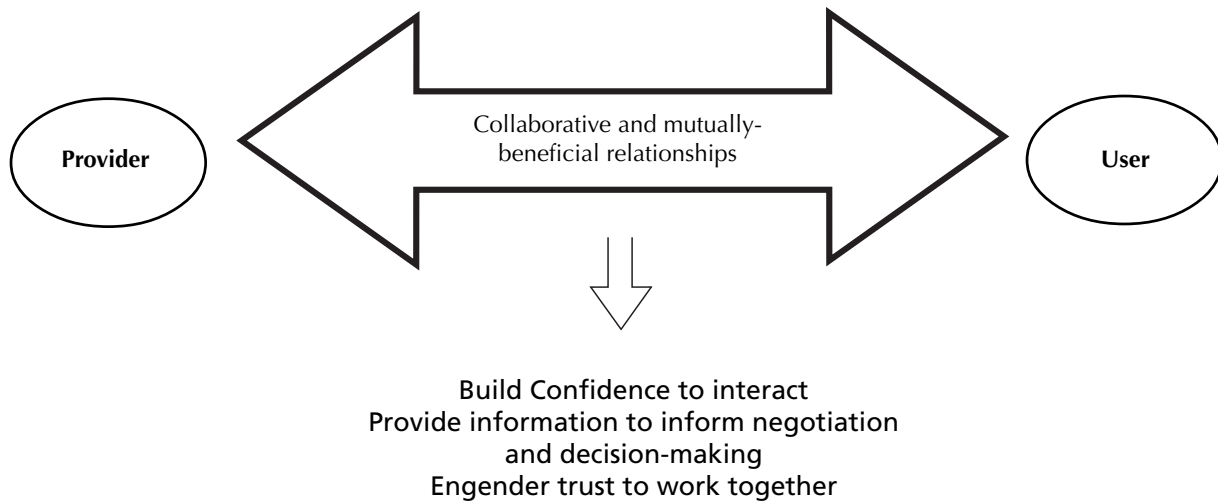 Collaborative and mutually-
beneficial relationships
Provider
User
Build Confidence to interact
Provide information to inform negotiation
and decision-making
Engender trust to work together